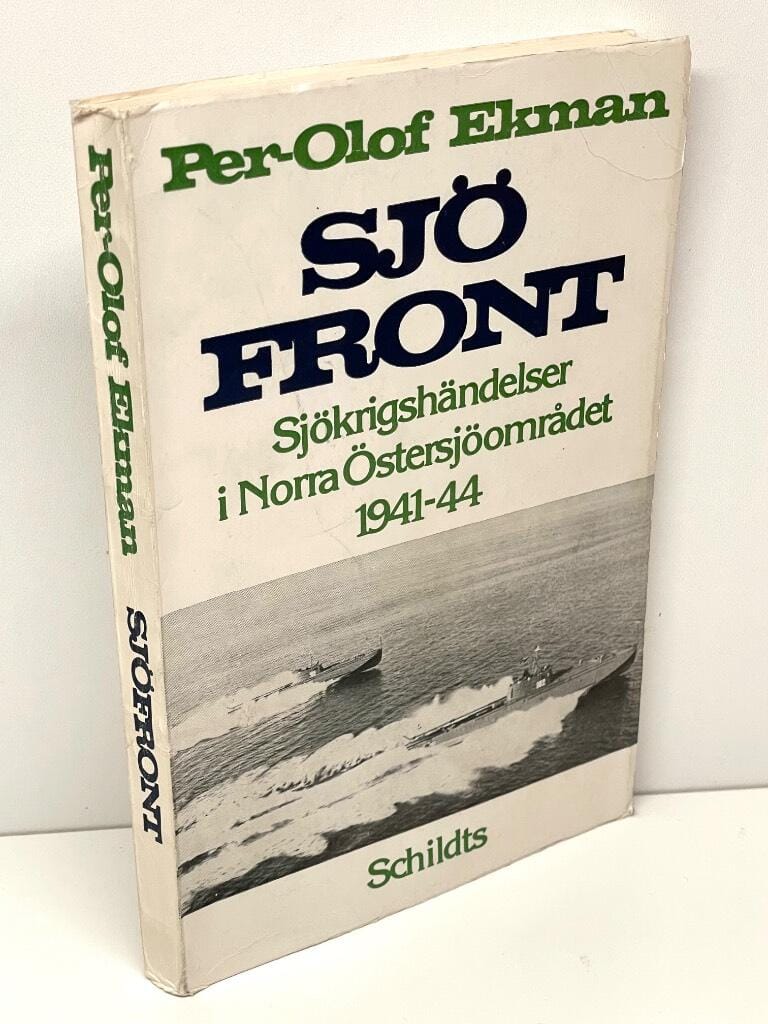 Per-Olof Ekman
SJÖ
FRONT
Sjökrigshändelser
i Norra Östersjöområdet
1941-44
Schildts
Per-Olof Ekman SJÖFRONT